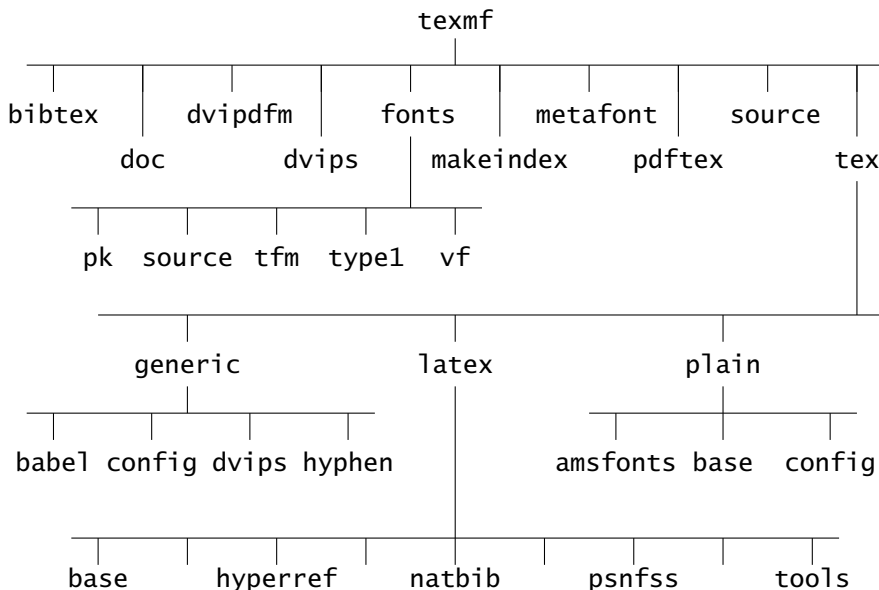 texmf
bibtex dvipdfm fonts metafont source
doc dvips makeindex pdftex tex
pk source tfm type1 vf
generic latex plain
babel config dvips hyphen amsfonts base config
base hyperref natbib psnfss tools